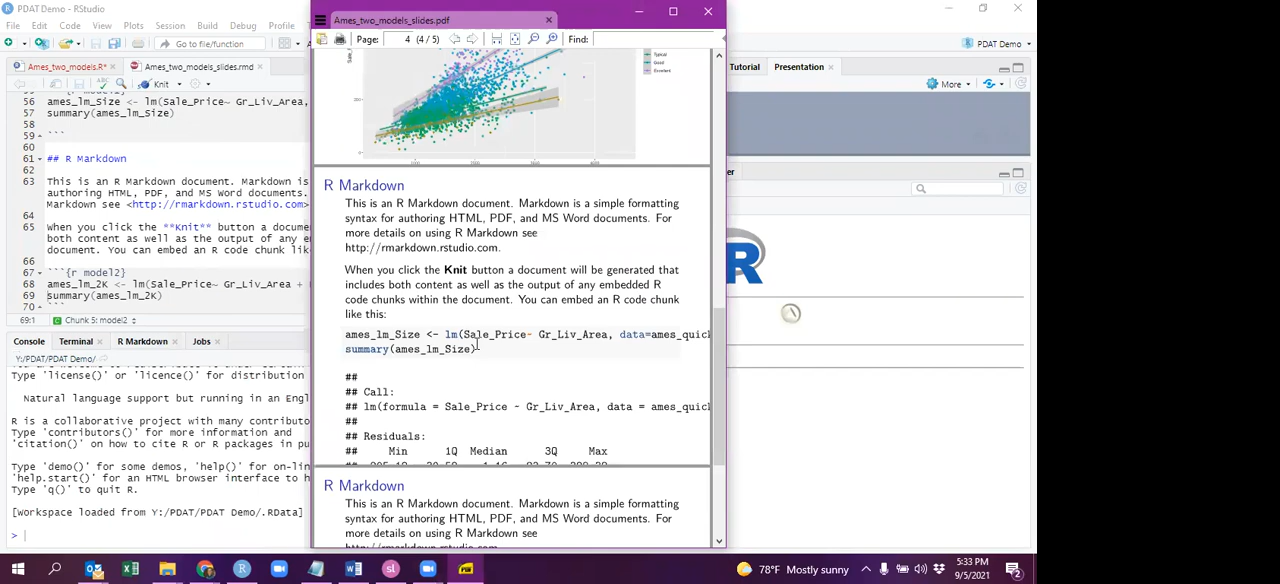 PDAT Demo - RStudio
File Edit Code View Plots Session Build Debug Profile
Go to file/function
PDAT Demo
Ames_two_models.R*
Ames_two_models_slides.rmd
Knit
56 ames_lm_Size <- lm(Sale_Price~ Gr_Liv_Area,
57 summary(ames_lm_Size)
58
59 ```
60
61 ## R Markdown
62
63 This is an R Markdown document. Markdown is
authoring HTML, PDF, and MS Word documents.
Markdown see <http://rmarkdown.rstudio.com>
64
65 When you click the **Knit** button a docume
both content as well as the output of any e
document. You can embed an R code chunk lik
66
67 ```{r model2}
68 ames_lm_2K <- lm(Sale_Price~ Gr_Liv_Area +
69 summary(ames_lm_2K)
70 ```
69:1 Chunk 5: model2
Console Terminal R Markdown Jobs
Y:/PDAT/PDAT Demo/
Type 'license()' or 'licence()' for distribution
Natural language support but running in an Engl
R is a collaborative project with many contributo
Type 'contributors()' for more information and
'citation()' on how to cite R or R packages in pu
Type 'demo()' for some demos, 'help()' for on-lin
'help.start()' for an HTML browser interface to h
Type 'q()' to quit R.
[Workspace loaded from Y:/PDAT/PDAT Demo/.RData]
>
Ames_two_models_slides.pdf
Page: 4 (4 / 5) Find:
Typical
Good
Excellent
R Markdown
This is an R Markdown document. Markdown is a simple formatting
syntax for authoring HTML, PDF, and MS Word documents. For
more details on using R Markdown see
http://rmarkdown.rstudio.com.
When you click the Knit button a document will be generated that
includes both content as well as the output of any embedded R
code chunks within the document. You can embed an R code chunk
like this:
ames_lm_Size <- lm(Sale_Price~ Gr_Liv_Area, data=ames_quick
summary(ames_lm_Size)
##
## Call:
## lm(formula = Sale_Price ~ Gr_Liv_Area, data = ames_quick
##
## Residuals:
## Min 1Q Median 3Q Max
R Markdown
This is an R Markdown document. Markdown is a simple formatting
syntax for authoring HTML, PDF, and MS Word documents. For
more details on using R Markdown see
Tutorial Presentation
More
R
78°F Mostly sunny
5:33 PM
9/5/2021
2